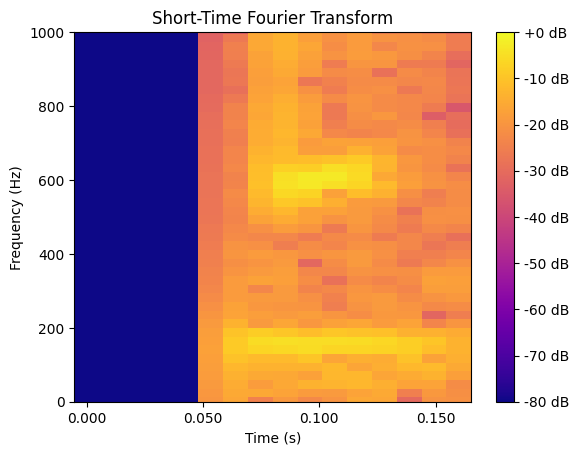 Short-Time Fourier Transform
1000
800
600
400
200
0
Frequency (Hz)
0.000
0.050
0.100
0.150
Time (s)
+0 dB
-10 dB
-20 dB
-30 dB
-40 dB
-50 dB
-60 dB
-70 dB
-80 dB